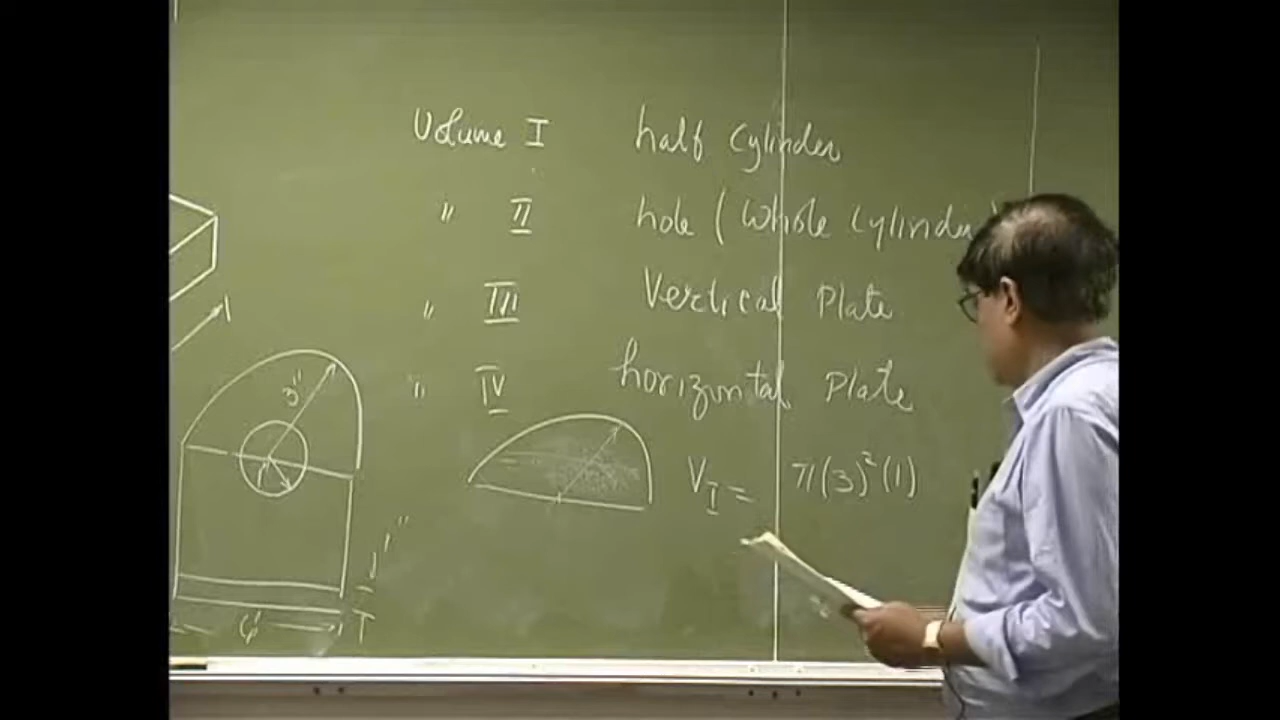 Volume I half cylinder
" II hole (Whole Cylinder)
" III Vertical Plate
" IV horizontal Plate
3"
V_I = π(3)²(1)
1"
6"